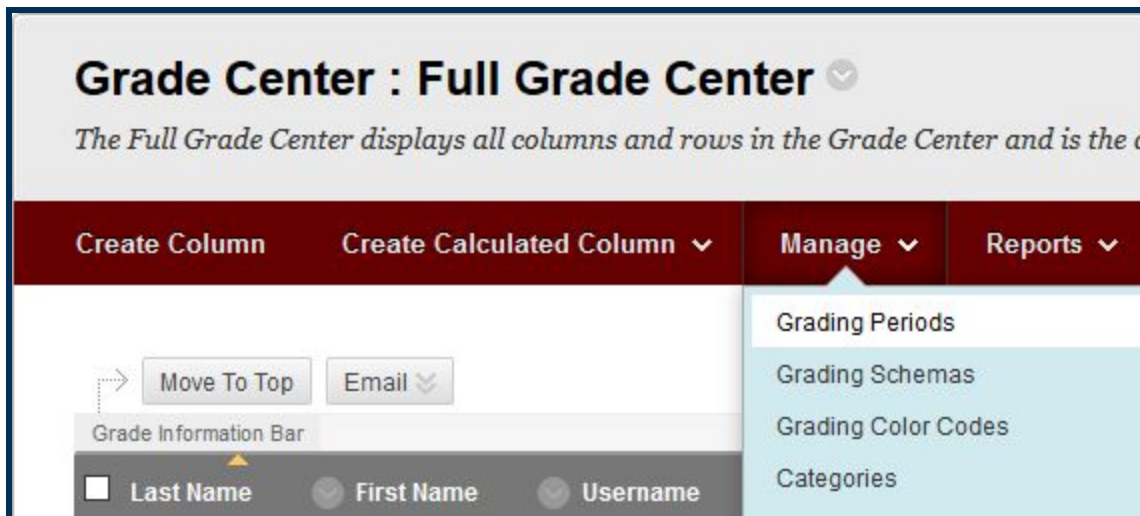 Grade Center : Full Grade Center
The Full Grade Center displays all columns and rows in the Grade Center and is the
Create Column Create Calculated Column Manage Reports
Grading Periods
Move To Top Email Grading Schemas
Grade Information Bar Grading Color Codes
Last Name First Name Username Categories